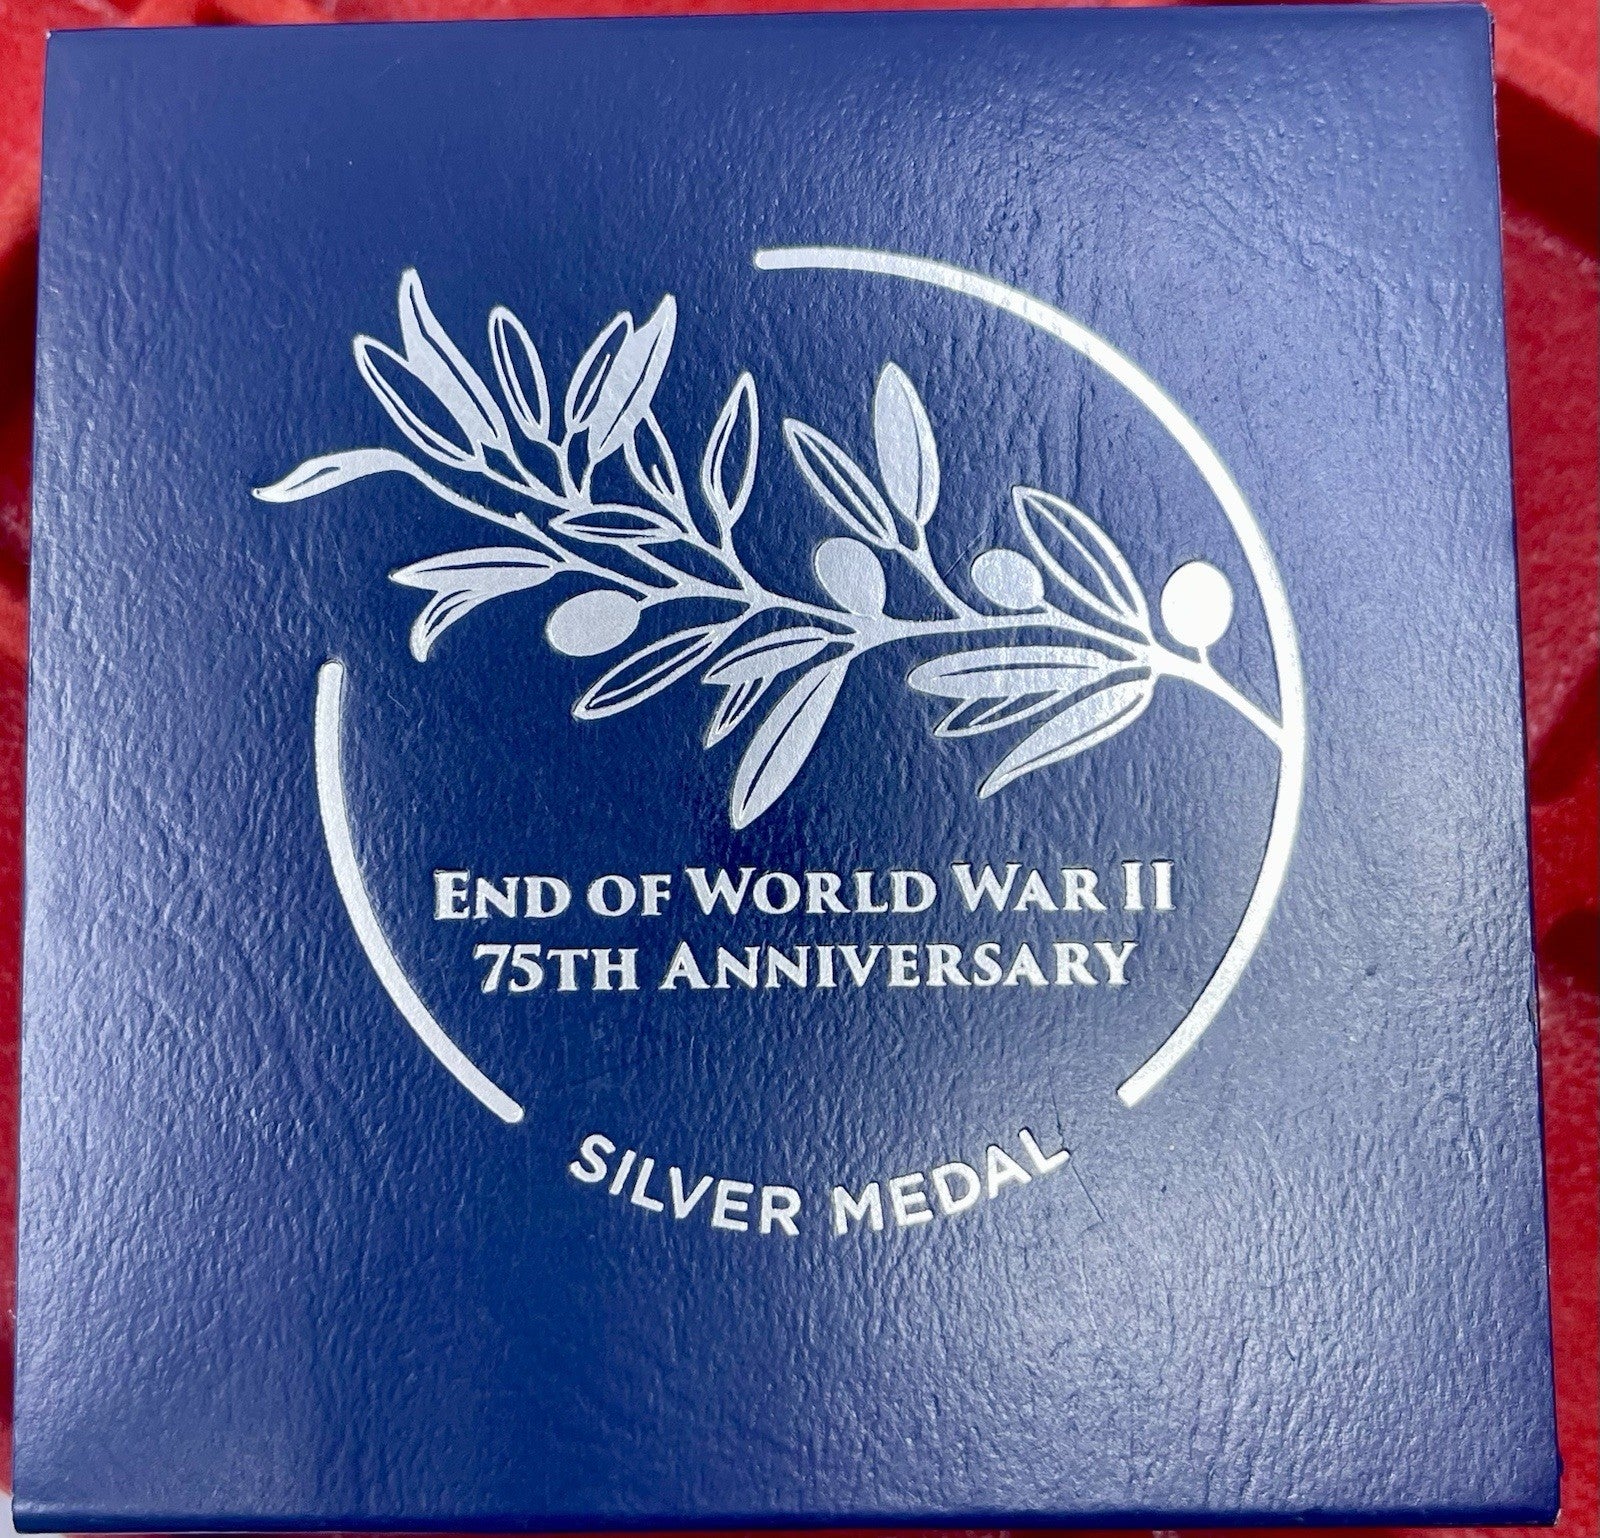 END OF WORLD WAR II
75TH ANNIVERSARY
SILVER MEDAL